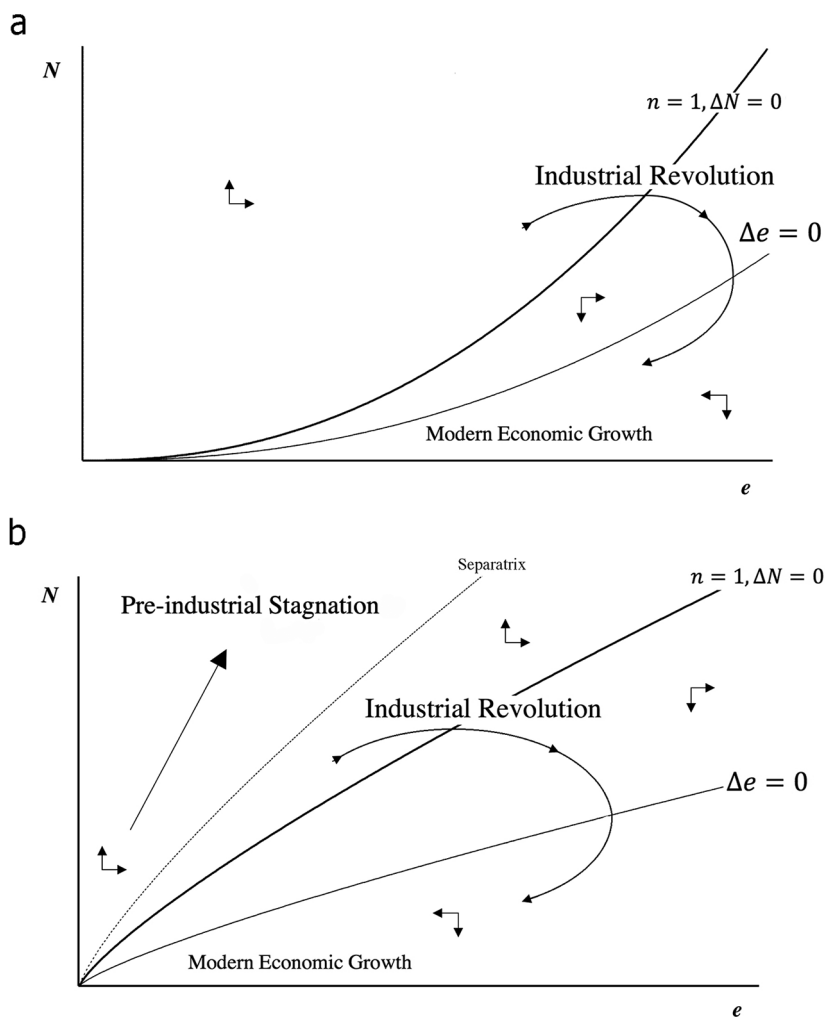 a
N
n = 1, ΔN = 0
Industrial Revolution
Δe = 0
Modern Economic Growth
e
b
Separatrix
N
n = 1, ΔN = 0
Pre-industrial Stagnation
Industrial Revolution
Δe = 0
Modern Economic Growth
e